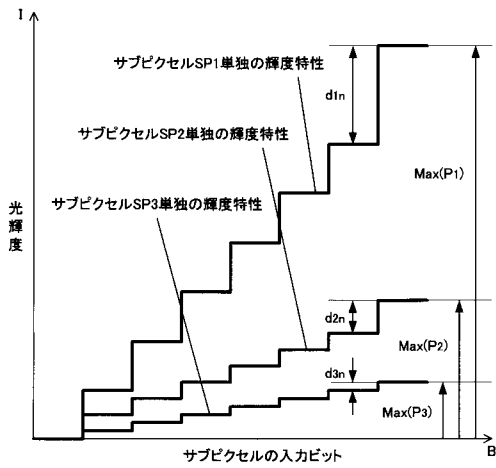 I
サブピクセルSP1単独の輝度特性
d1n
サブピクセルSP2単独の輝度特性
Max(P1)
サブピクセルSP3単独の輝度特性
光輝度
d2n
Max(P2)
d3n
Max(P3)
サブピクセルの入力ビット
B